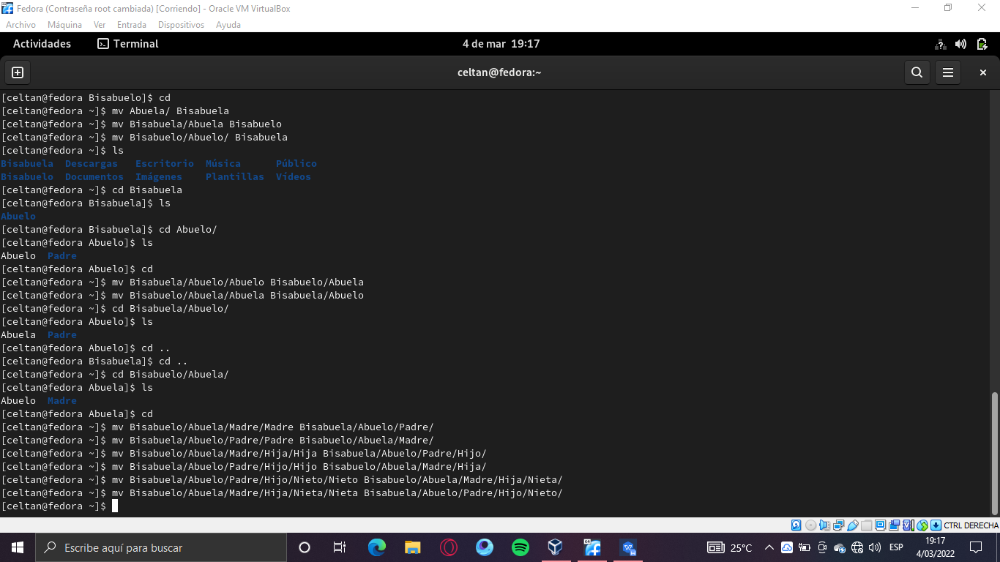 Fedora (Contraseña root cambiada) [Corriendo] - Oracle VM VirtualBox
Archivo Máquina Ver Entrada Dispositivos Ayuda
Actividades Terminal 4 de mar 19:17
celtan@fedora:~
[celtan@fedora Bisabuelo]$ cd
[celtan@fedora ~]$ mv Abuela/ Bisabuela
[celtan@fedora ~]$ mv Bisabuela/Abuela Bisabuelo
[celtan@fedora ~]$ mv Bisabuelo/Abuelo/ Bisabuela
[celtan@fedora ~]$ ls
Bisabuela Descargas Escritorio Música Público
Bisabuelo Documentos Imágenes Plantillas Vídeos
[celtan@fedora ~]$ cd Bisabuela
[celtan@fedora Bisabuela]$ ls
Abuelo
[celtan@fedora Bisabuela]$ cd Abuelo/
[celtan@fedora Abuelo]$ ls
Abuelo Padre
[celtan@fedora Abuelo]$ cd
[celtan@fedora ~]$ mv Bisabuela/Abuelo/Abuelo Bisabuelo/Abuela
[celtan@fedora ~]$ mv Bisabuelo/Abuela/Abuela Bisabuela/Abuelo
[celtan@fedora ~]$ cd Bisabuela/Abuelo/
[celtan@fedora Abuelo]$ ls
Abuela Padre
[celtan@fedora Abuelo]$ cd ..
[celtan@fedora Bisabuela]$ cd ..
[celtan@fedora ~]$ cd Bisabuelo/Abuela/
[celtan@fedora Abuela]$ ls
Abuelo Madre
[celtan@fedora Abuela]$ cd
[celtan@fedora ~]$ mv Bisabuelo/Abuela/Madre/Madre Bisabuela/Abuelo/Padre/
[celtan@fedora ~]$ mv Bisabuela/Abuelo/Padre/Padre Bisabuelo/Abuela/Madre/
[celtan@fedora ~]$ mv Bisabuelo/Abuela/Madre/Hija/Hija Bisabuela/Abuelo/Padre/Hijo/
[celtan@fedora ~]$ mv Bisabuela/Abuelo/Padre/Hijo/Hijo Bisabuelo/Abuela/Madre/Hija/
[celtan@fedora ~]$ mv Bisabuela/Abuelo/Padre/Hijo/Nieto/Nieto Bisabuelo/Abuela/Madre/Hija/Nieta/
[celtan@fedora ~]$ mv Bisabuelo/Abuela/Madre/Hija/Nieta/Nieta Bisabuela/Abuelo/Padre/Hijo/Nieto/
[celtan@fedora ~]$
CTRL DERECHA
Escribe aquí para buscar 25°C ESP 19:17
4/03/2022